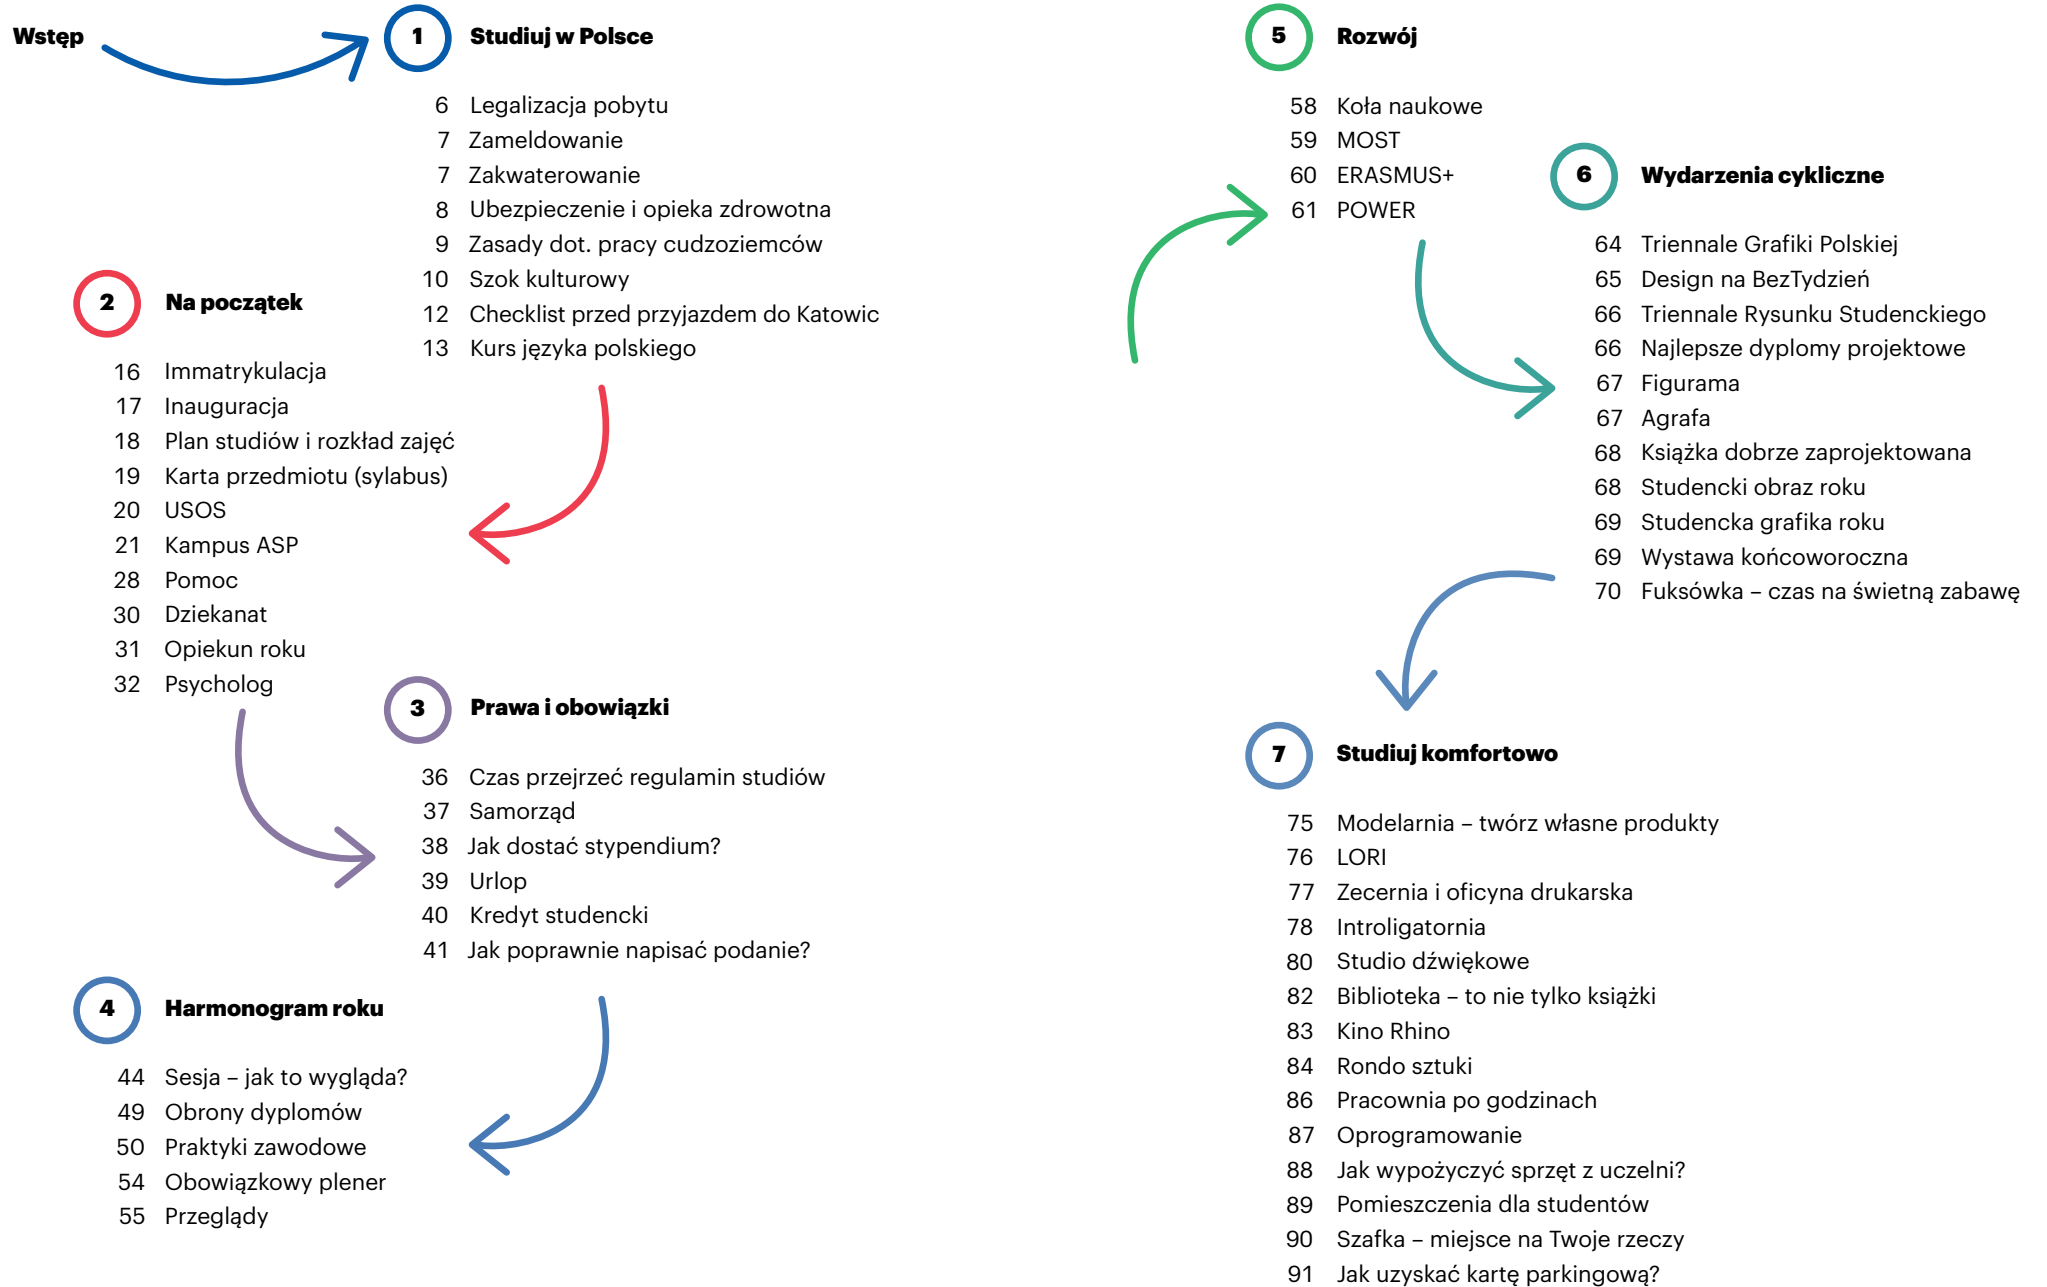 Wstęp
1 Studiuj w Polsce
6 Legalizacja pobytu
7 Zameldowanie
7 Zakwaterowanie
8 Ubezpieczenie i opieka zdrowotna
9 Zasady dot. pracy cudzoziemców
10 Szok kulturowy
12 Checklist przed przyjazdem do Katowic
13 Kurs języka polskiego
2 Na początek
16 Immatrykulacja
17 Inauguracja
18 Plan studiów i rozkład zajęć
19 Karta przedmiotu (sylabus)
20 USOS
21 Kampus ASP
28 Pomoc
30 Dziekanat
31 Opiekun roku
32 Psycholog
3 Prawa i obowiązki
36 Czas przejrzeć regulamin studiów
37 Samorząd
38 Jak dostać stypendium?
39 Urlop
40 Kredyt studencki
41 Jak poprawnie napisać podanie?
4 Harmonogram roku
44 Sesja – jak to wygląda?
49 Obrony dyplomów
50 Praktyki zawodowe
54 Obowiązkowy plener
55 Przeglądy
5 Rozwój
58 Koła naukowe
59 MOST
60 ERASMUS+
61 POWER
6 Wydarzenia cykliczne
64 Triennale Grafiki Polskiej
65 Design na BezTydzień
66 Triennale Rysunku Studenckiego
66 Najlepsze dyplomy projektowe
67 Figurama
67 Agrafa
68 Książka dobrze zaprojektowana
68 Studencki obraz roku
69 Studencka grafika roku
69 Wystawa końcoworoczna
70 Fuksówka – czas na świetną zabawę
7 Studiuj komfortowo
75 Modelarnia – twórz własne produkty
76 LORI
77 Zecernia i oficyna drukarska
78 Introligatornia
80 Studio dźwiękowe
82 Biblioteka – to nie tylko książki
83 Kino Rhino
84 Rondo sztuki
86 Pracownia po godzinach
87 Oprogramowanie
88 Jak wypożyczyć sprzęt z uczelni?
89 Pomieszczenia dla studentów
90 Szafka – miejsce na Twoje rzeczy
91 Jak uzyskać kartę parkingową?